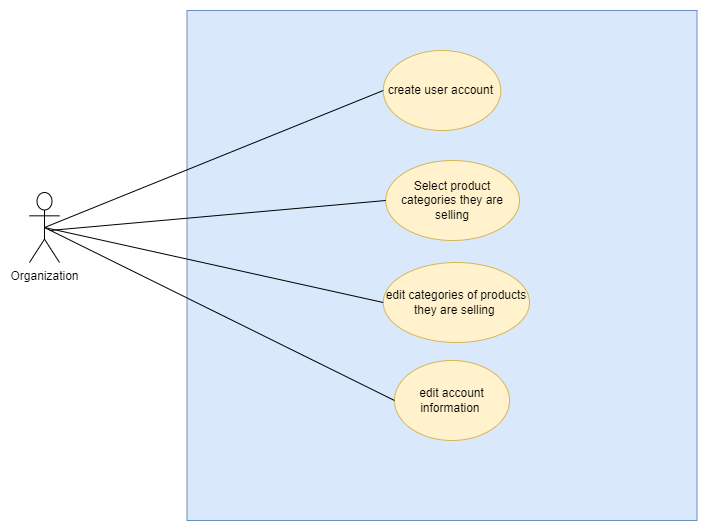 create user account
Select product
categories they are
selling
Organization
edit categories of products
they are selling
edit account
information